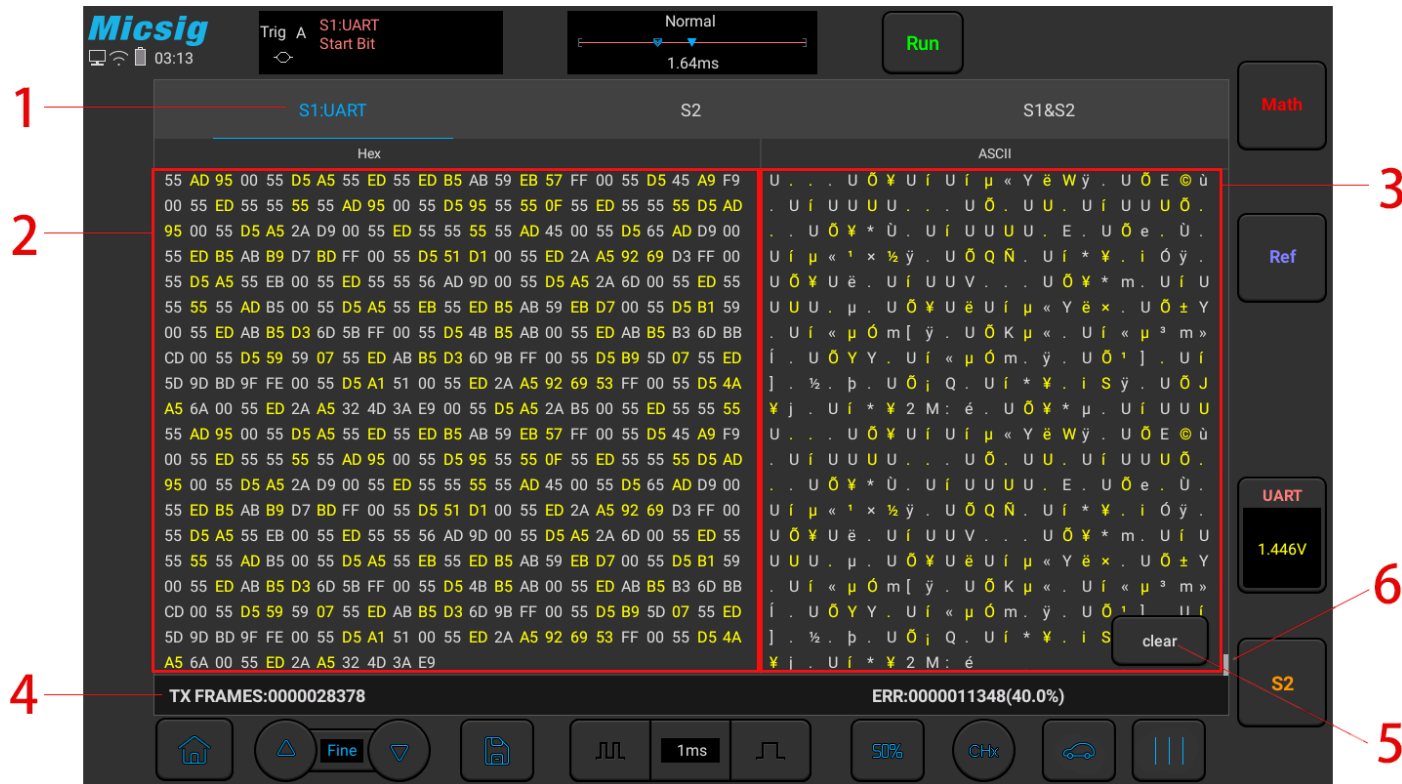 Micsig
03:13
Trig A S1:UART
Start Bit
Normal
1.64ms
Run
Math
1
S1:UART S2 S1&S2
Hex ASCII
55 AD 95 00 55 D5 A5 55 ED 55 ED B5 AB 59 EB 57 FF 00 55 D5 45 A9 F9 U . . . U Õ ¥ U í U í µ « Y ë W ÿ . U Õ E © ù
3
00 55 ED 55 55 55 55 AD 95 00 55 D5 95 55 55 0F 55 ED 55 55 55 D5 AD . U í U U U U . . . U Õ . U U . U í U U U Õ .
2
95 00 55 D5 A5 2A D9 00 55 ED 55 55 55 55 AD 45 00 55 D5 65 AD D9 00 . . U Õ ¥ * Ù . U í U U U U . E . U Õ e . Ù .
55 ED B5 AB B9 D7 BD FF 00 55 D5 51 D1 00 55 ED 2A A5 92 69 D3 FF 00 U í µ « ¹ × ½ ÿ . U Õ Q Ñ . U í * ¥ . i Ó ÿ .
Ref
55 D5 A5 55 EB 00 55 ED 55 55 56 AD 9D 00 55 D5 A5 2A 6D 00 55 ED 55 U Õ ¥ U ë . U í U U V . . . U Õ ¥ * m . U í U
55 55 55 AD B5 00 55 D5 A5 55 EB 55 ED B5 AB 59 EB D7 00 55 D5 B1 59 U U U . µ . U Õ ¥ U ë U í µ « Y ë × . U Õ ± Y
00 55 ED AB B5 D3 6D 5B FF 00 55 D5 4B B5 AB 00 55 ED AB B5 B3 6D BB . U í « µ Ó m [ ÿ . U Õ K µ « . U í « µ ³ m »
CD 00 55 D5 59 59 07 55 ED AB B5 D3 6D 9B FF 00 55 D5 B9 5D 07 55 ED Í . U Õ Y Y . U í « µ Ó m . ÿ . U Õ ¹ ] . U í
5D 9D BD 9F FE 00 55 D5 A1 51 00 55 ED 2A A5 92 69 53 FF 00 55 D5 4A ] . ½ . þ . U Õ ¡ Q . U í * ¥ . i S ÿ . U Õ J
A5 6A 00 55 ED 2A A5 32 4D 3A E9 00 55 D5 A5 2A B5 00 55 ED 55 55 55 ¥ j . U í * ¥ 2 M : é . U Õ ¥ * µ . U í U U U
55 AD 95 00 55 D5 A5 55 ED 55 ED B5 AB 59 EB 57 FF 00 55 D5 45 A9 F9 U . . . U Õ ¥ U í U í µ « Y ë W ÿ . U Õ E © ù
00 55 ED 55 55 55 55 AD 95 00 55 D5 95 55 55 0F 55 ED 55 55 55 D5 AD . U í U U U U . . . U Õ . U U . U í U U U Õ .
95 00 55 D5 A5 2A D9 00 55 ED 55 55 55 55 AD 45 00 55 D5 65 AD D9 00 . . U Õ ¥ * Ù . U í U U U U . E . U Õ e . Ù .
UART
55 ED B5 AB B9 D7 BD FF 00 55 D5 51 D1 00 55 ED 2A A5 92 69 D3 FF 00 U í µ « ¹ × ½ ÿ . U Õ Q Ñ . U í * ¥ . i Ó ÿ .
55 D5 A5 55 EB 00 55 ED 55 55 56 AD 9D 00 55 D5 A5 2A 6D 00 55 ED 55 U Õ ¥ U ë . U í U U V . . . U Õ ¥ * m . U í U
1.446V
55 55 55 AD B5 00 55 D5 A5 55 EB 55 ED B5 AB 59 EB D7 00 55 D5 B1 59 U U U . µ . U Õ ¥ U ë U í µ « Y ë × . U Õ ± Y
00 55 ED AB B5 D3 6D 5B FF 00 55 D5 4B B5 AB 00 55 ED AB B5 B3 6D BB . U í « µ Ó m [ ÿ . U Õ K µ « . U í « µ ³ m »
6
CD 00 55 D5 59 59 07 55 ED AB B5 D3 6D 9B FF 00 55 D5 B9 5D 07 55 ED Í . U Õ Y Y . U í « µ Ó m . ÿ . U Õ ¹ ] . U í
5D 9D BD 9F FE 00 55 D5 A1 51 00 55 ED 2A A5 92 69 53 FF 00 55 D5 4A ] . ½ . þ . U Õ ¡ Q . U í * ¥ . i S
clear
A5 6A 00 55 ED 2A A5 32 4D 3A E9 ¥ j . U í * ¥ 2 M : é
S2
4
TX FRAMES:0000028378 ERR:0000011348(40.0%)
5
Fine 1ms 50% CHx